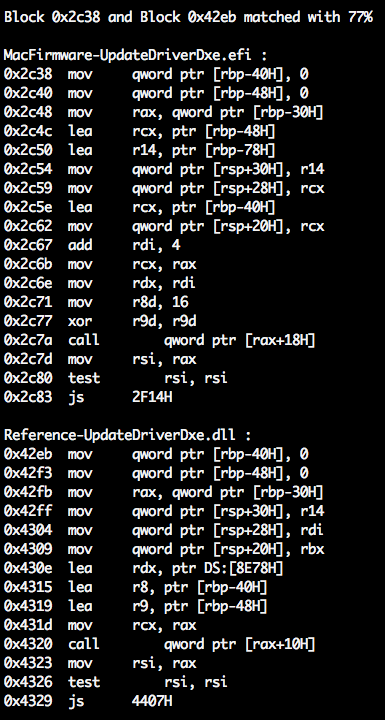 Block 0x2c38 and Block 0x42eb matched with 77%
MacFirmware-UpdateDriverDxe.efi :
0x2c38 mov qword ptr [rbp-40H], 0
0x2c40 mov qword ptr [rbp-48H], 0
0x2c48 mov rax, qword ptr [rbp-30H]
0x2c4c lea rcx, ptr [rbp-48H]
0x2c50 lea r14, ptr [rbp-78H]
0x2c54 mov qword ptr [rsp+30H], r14
0x2c59 mov qword ptr [rsp+28H], rcx
0x2c5e lea rcx, ptr [rbp-40H]
0x2c62 mov qword ptr [rsp+20H], rcx
0x2c67 add rdi, 4
0x2c6b mov rcx, rax
0x2c6e mov rdx, rdi
0x2c71 mov r8d, 16
0x2c77 xor r9d, r9d
0x2c7a call qword ptr [rax+18H]
0x2c7d mov rsi, rax
0x2c80 test rsi, rsi
0x2c83 js 2F14H
Reference-UpdateDriverDxe.dll :
0x42eb mov qword ptr [rbp-40H], 0
0x42f3 mov qword ptr [rbp-48H], 0
0x42fb mov rax, qword ptr [rbp-30H]
0x42ff mov qword ptr [rsp+30H], r14
0x4304 mov qword ptr [rsp+28H], rdi
0x4309 mov qword ptr [rsp+20H], rbx
0x430e lea rdx, ptr DS:[8E78H]
0x4315 lea r8, ptr [rbp-40H]
0x4319 lea r9, ptr [rbp-48H]
0x431d mov rcx, rax
0x4320 call qword ptr [rax+10H]
0x4323 mov rsi, rax
0x4326 test rsi, rsi
0x4329 js 4407H